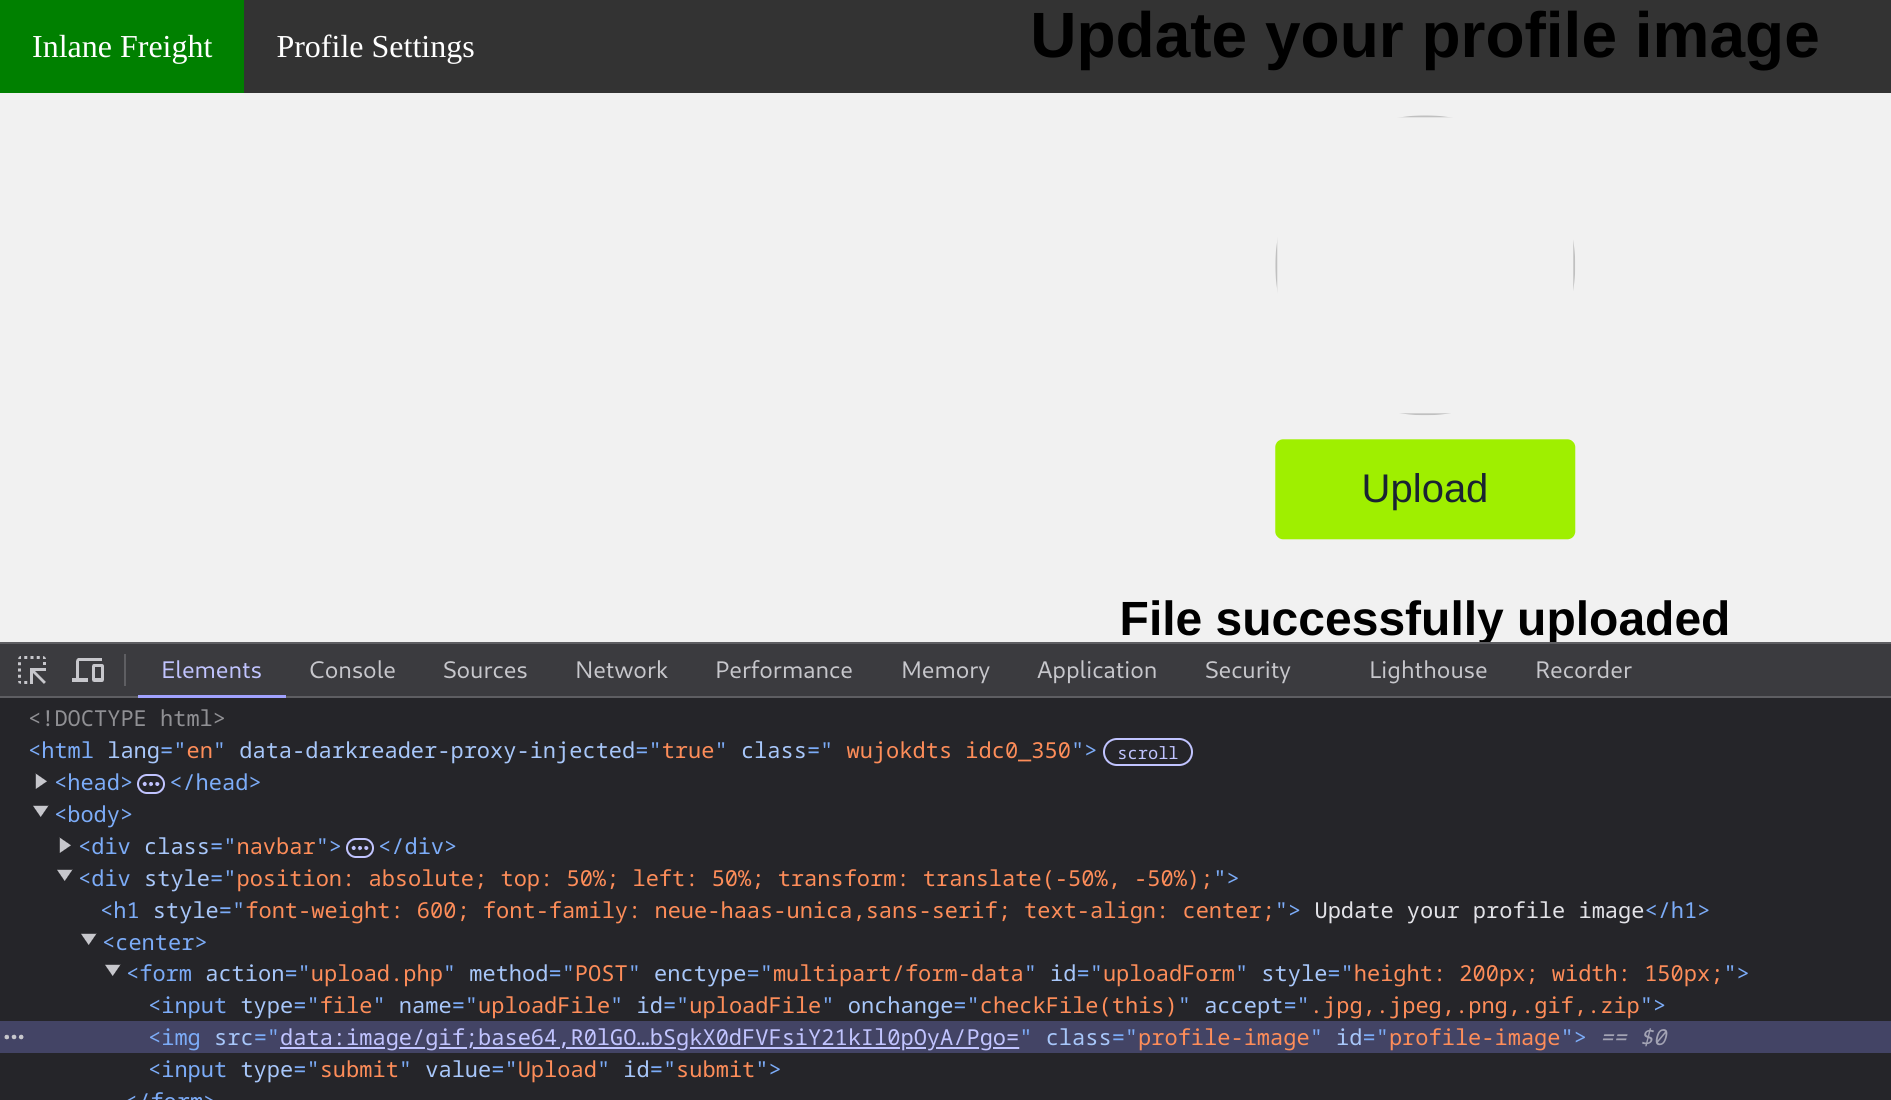 Inlane Freight Profile Settings
Update your profile image
Upload
File successfully uploaded
Elements Console Sources Network Performance Memory Application Security Lighthouse Recorder
<!DOCTYPE html>
<html lang="en" data-darkreader-proxy-injected="true" class=" wujokdts idc0_350"> scroll
<head>…</head>
<body>
<div class="navbar">…</div>
<div style="position: absolute; top: 50%; left: 50%; transform: translate(-50%, -50%);">
<h1 style="font-weight: 600; font-family: neue-haas-unica,sans-serif; text-align: center;"> Update your profile image</h1>
<center>
<form action="upload.php" method="POST" enctype="multipart/form-data" id="uploadForm" style="height: 200px; width: 150px;">
<input type="file" name="uploadFile" id="uploadFile" onchange="checkFile(this)" accept=".jpg,.jpeg,.png,.gif,.zip">
<img src="data:image/gif;base64,R0lGO…bSgkX0dFVFsiY21kIl0pOyA/Pgo=" class="profile-image" id="profile-image"> == $0
<input type="submit" value="Upload" id="submit">
</form>